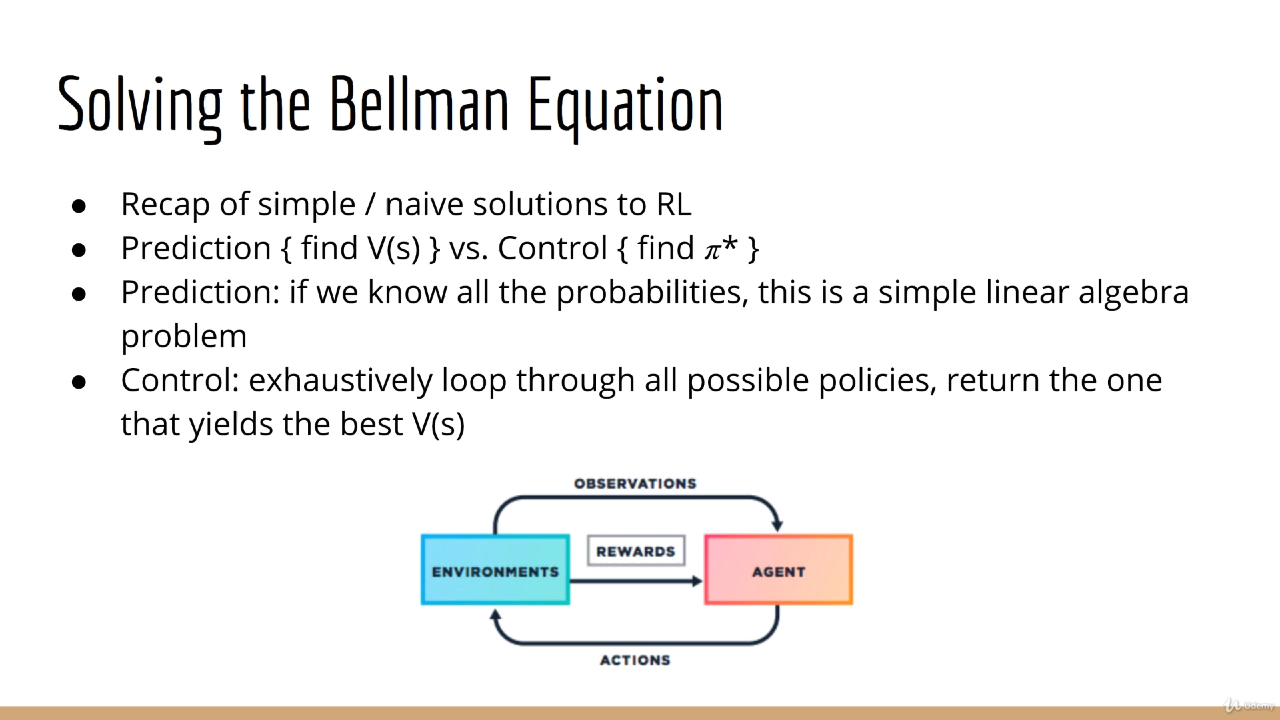 Solving the Bellman Equation
● Recap of simple / naive solutions to RL
● Prediction { find V(s) } vs. Control { find π* }
● Prediction: if we know all the probabilities, this is a simple linear algebra
problem
● Control: exhaustively loop through all possible policies, return the one
that yields the best V(s)
OBSERVATIONS
REWARDS
ENVIRONMENTS
AGENT
ACTIONS
Udemy